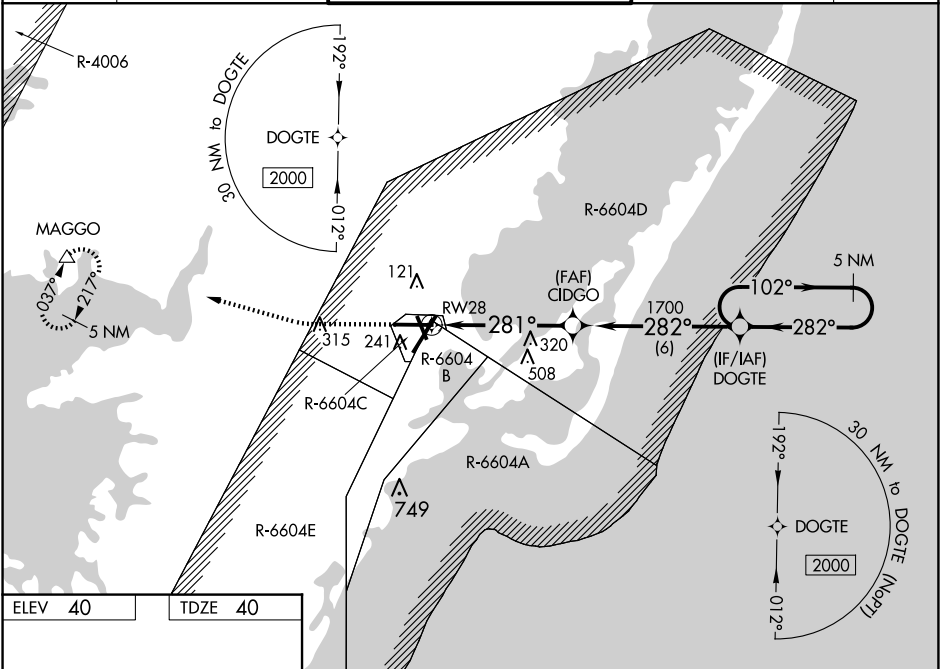 R-4006
30 NM to DOGTE
192°
DOGTE
2000
012°
R-6604D
MAGGO
037°
217°
5 NM
121
(FAF)
CIDGO
5 NM
102°
RW28
281°
1700
282°
(6)
282°
315
241
320
508
R-6604
B
(IF/IAF)
DOGTE
R-6604C
R-6604A
749
R-6604E
30 NM to DOGTE (NoPT)
192°
DOGTE
2000
012°
ELEV 40
TDZE 40